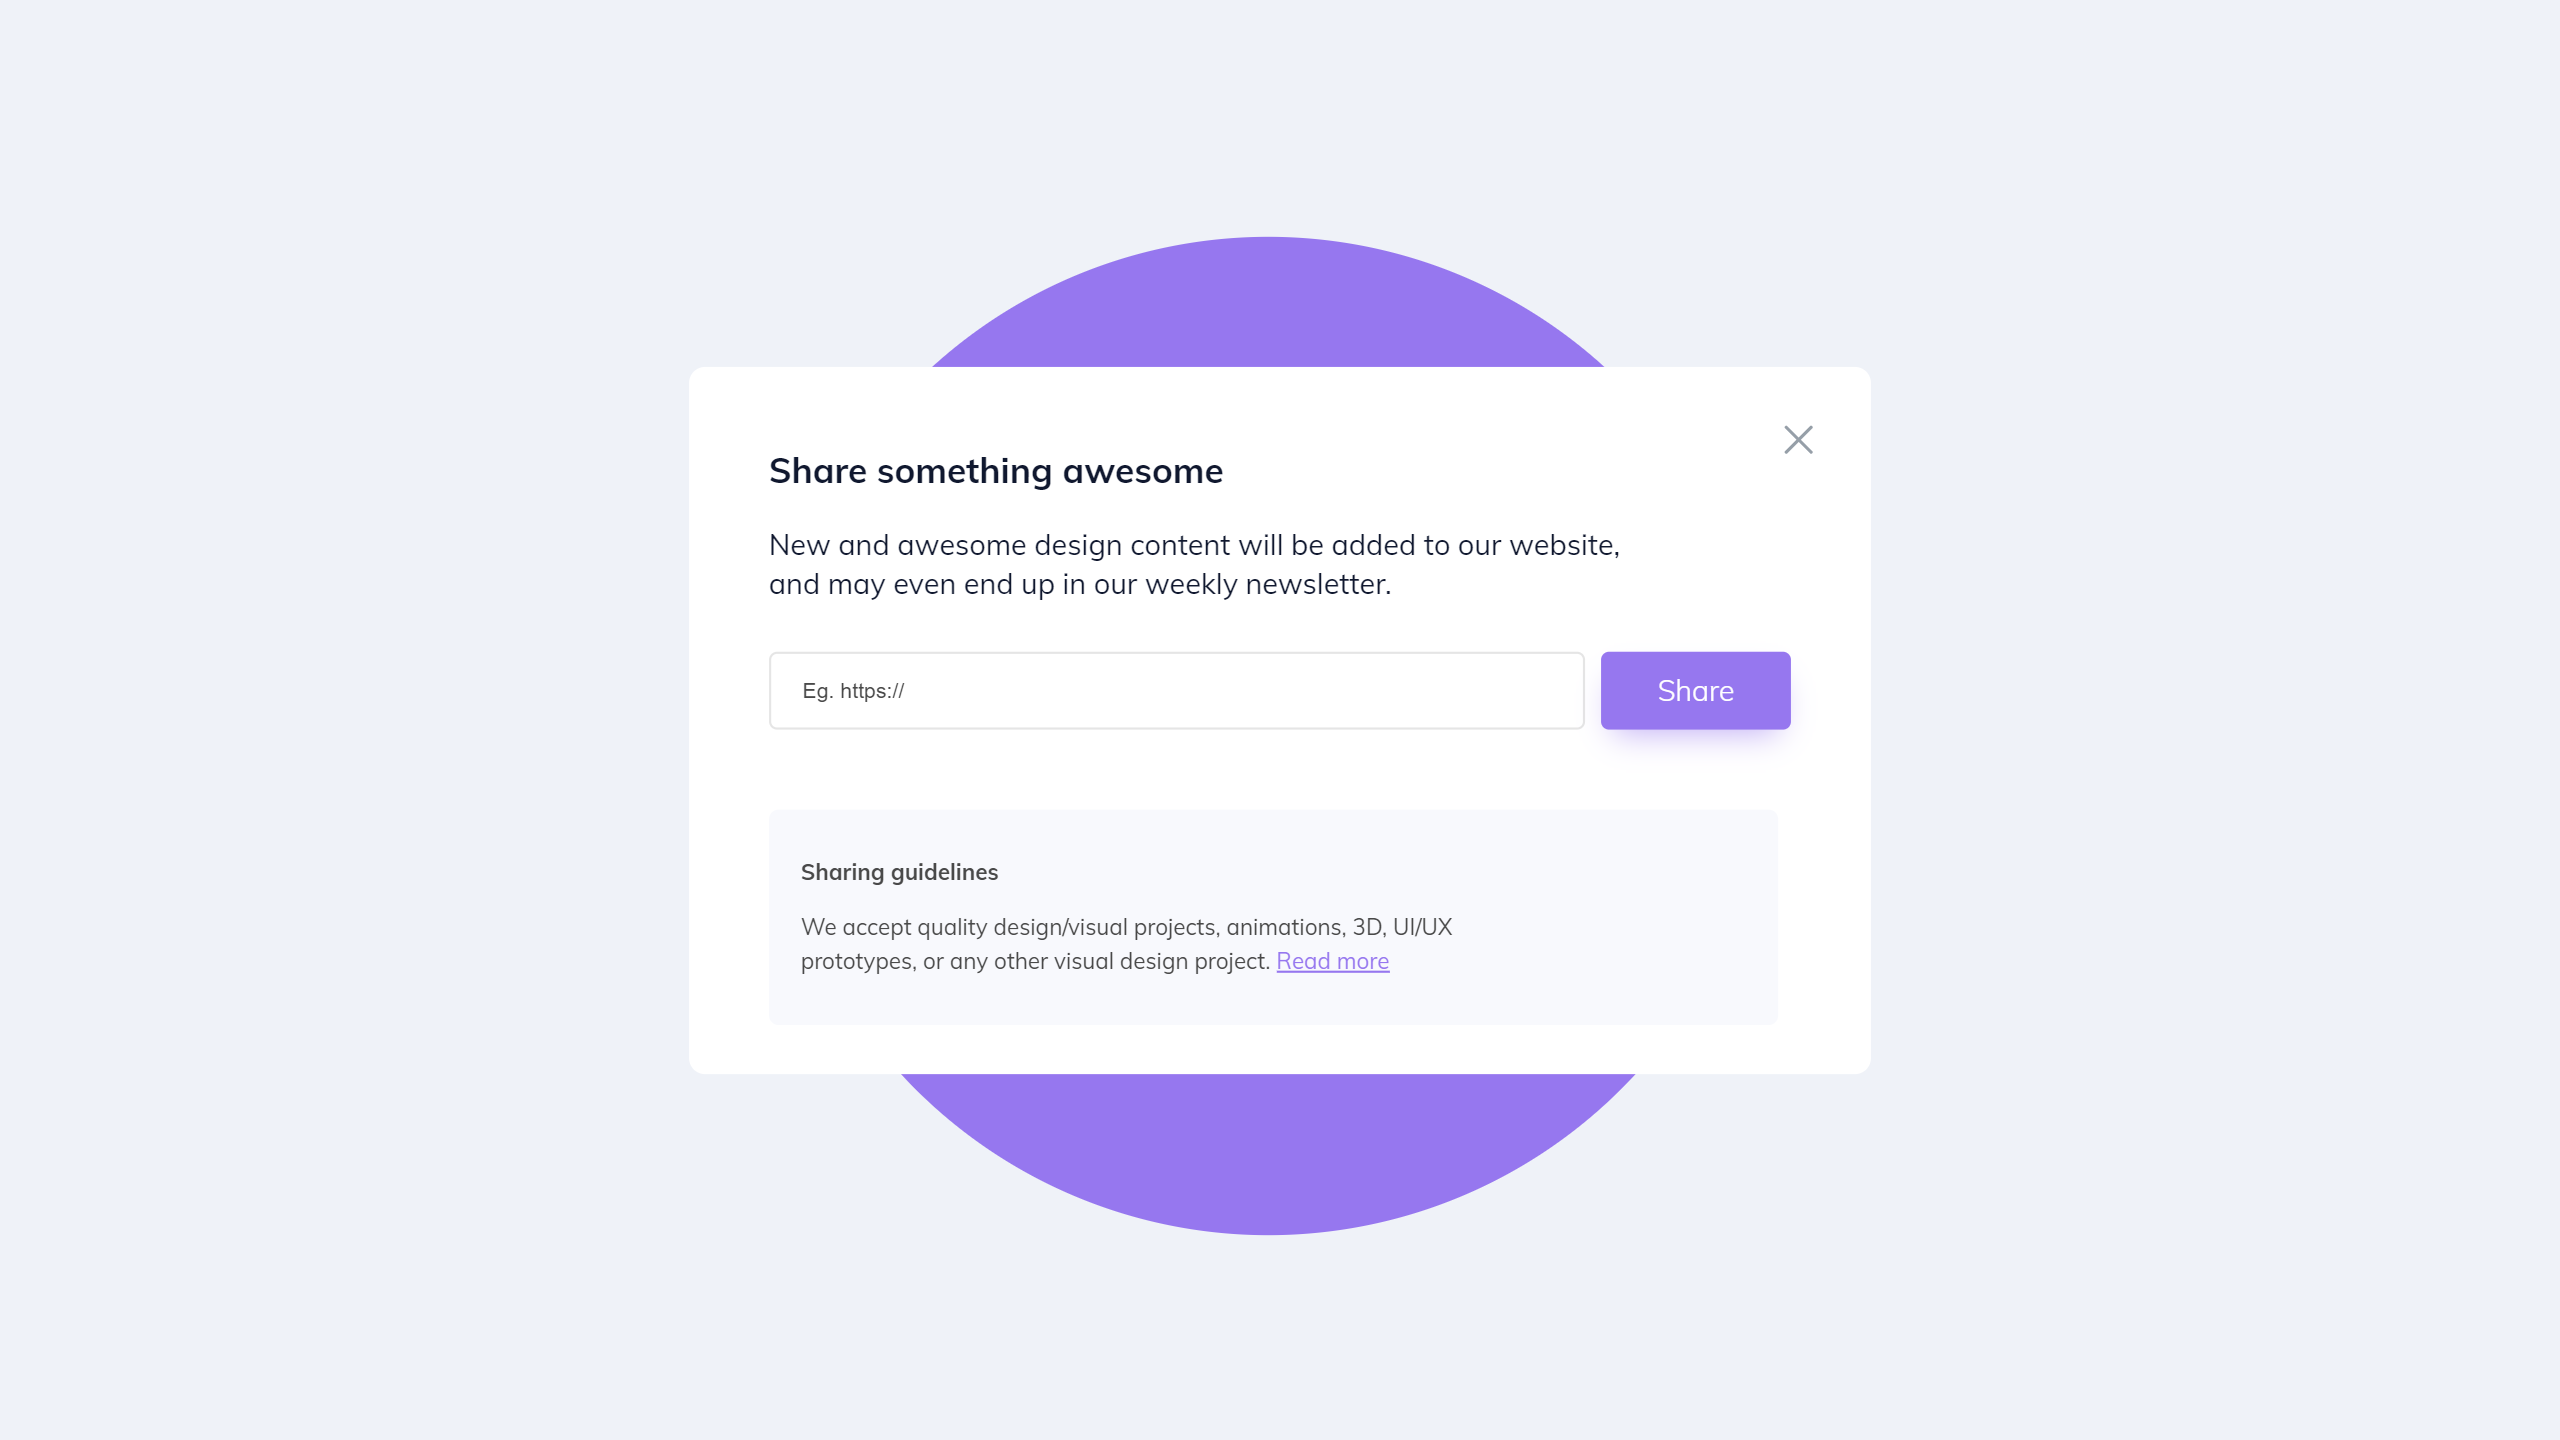 Share something awesome
New and awesome design content will be added to our website,
and may even end up in our weekly newsletter.
Eg. https://
Share
Sharing guidelines
We accept quality design/visual projects, animations, 3D, UI/UX
prototypes, or any other visual design project. Read more